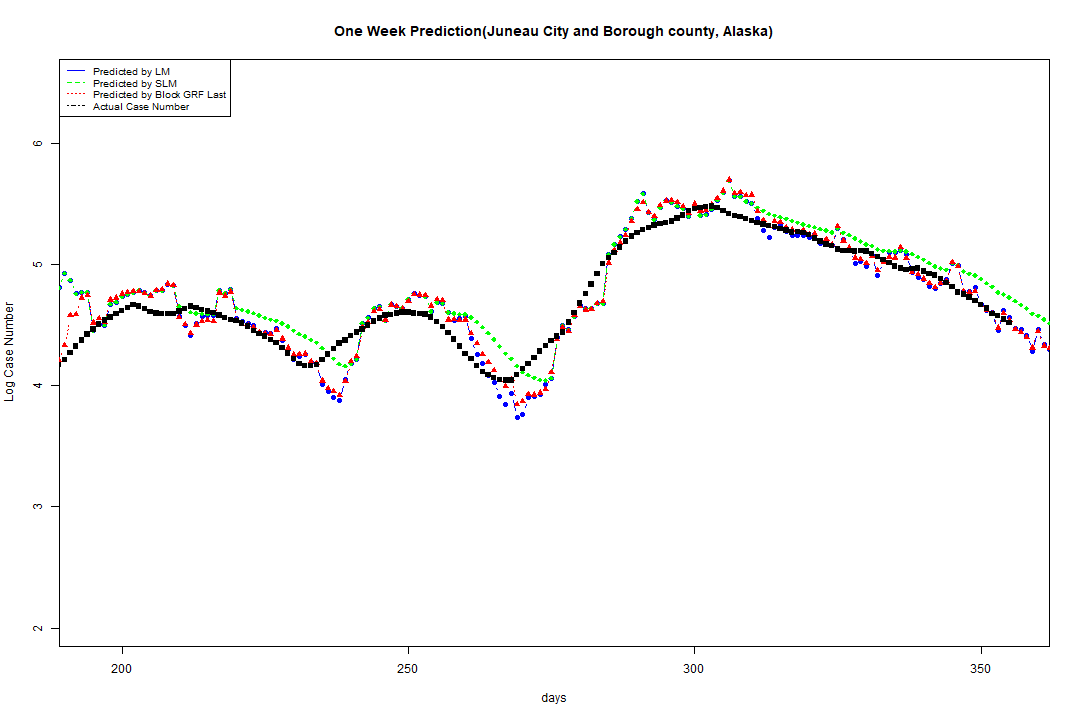 One Week Prediction(Juneau City and Borough county, Alaska)
Predicted by LM
Predicted by SLM
Predicted by Block GRF Last
Actual Case Number
6
5
4
3
2
Log Case Number
200 250 300 350
days